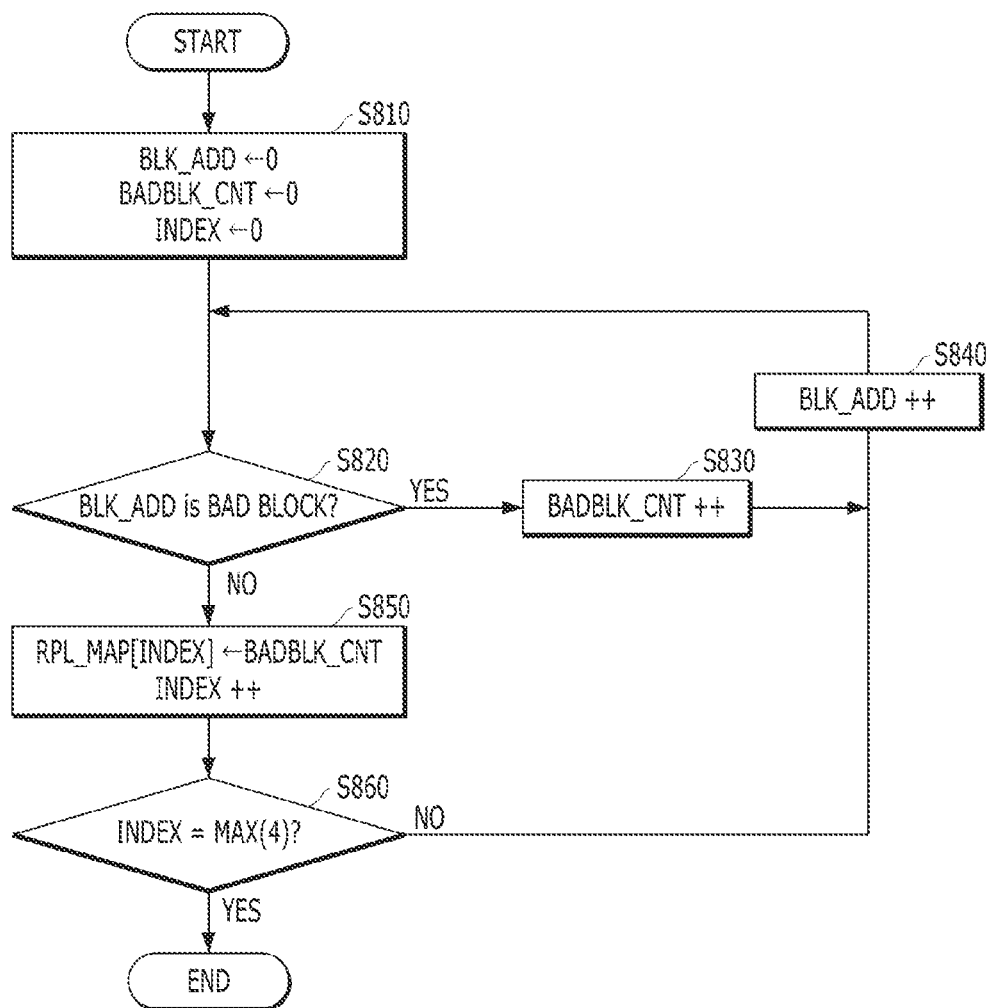 START
S810
BLK_ADD ←0
BADBLK_CNT ←0
INDEX ←0
S840
BLK_ADD ++
S820
BLK_ADD is BAD BLOCK?
YES
S830
BADBLK_CNT ++
NO
S850
RPL_MAP[INDEX] ←BADBLK_CNT
INDEX ++
S860
INDEX = MAX(4)?
NO
YES
END